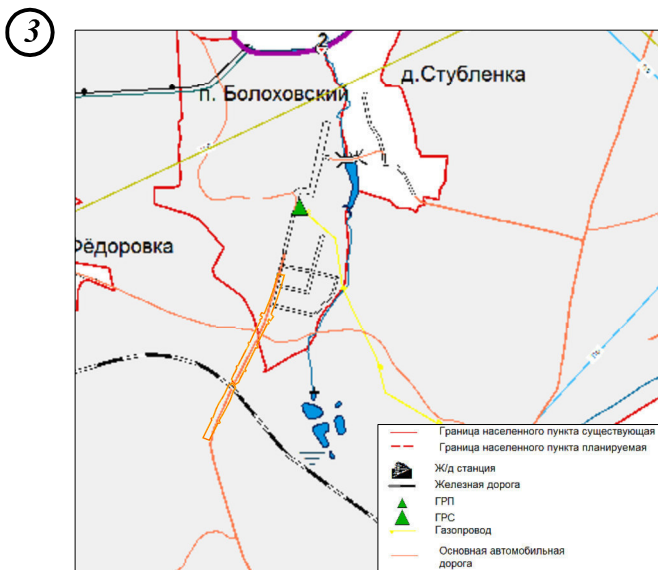 3
2
д.Стубленка
п. Болоховский
Фёдоровка
Граница населенного пункта существующая
Граница населенного пункта планируемая
Ж/д станция
Железная дорога
ГРП
ГРС
Газопровод
Основная автомобильная
дорога